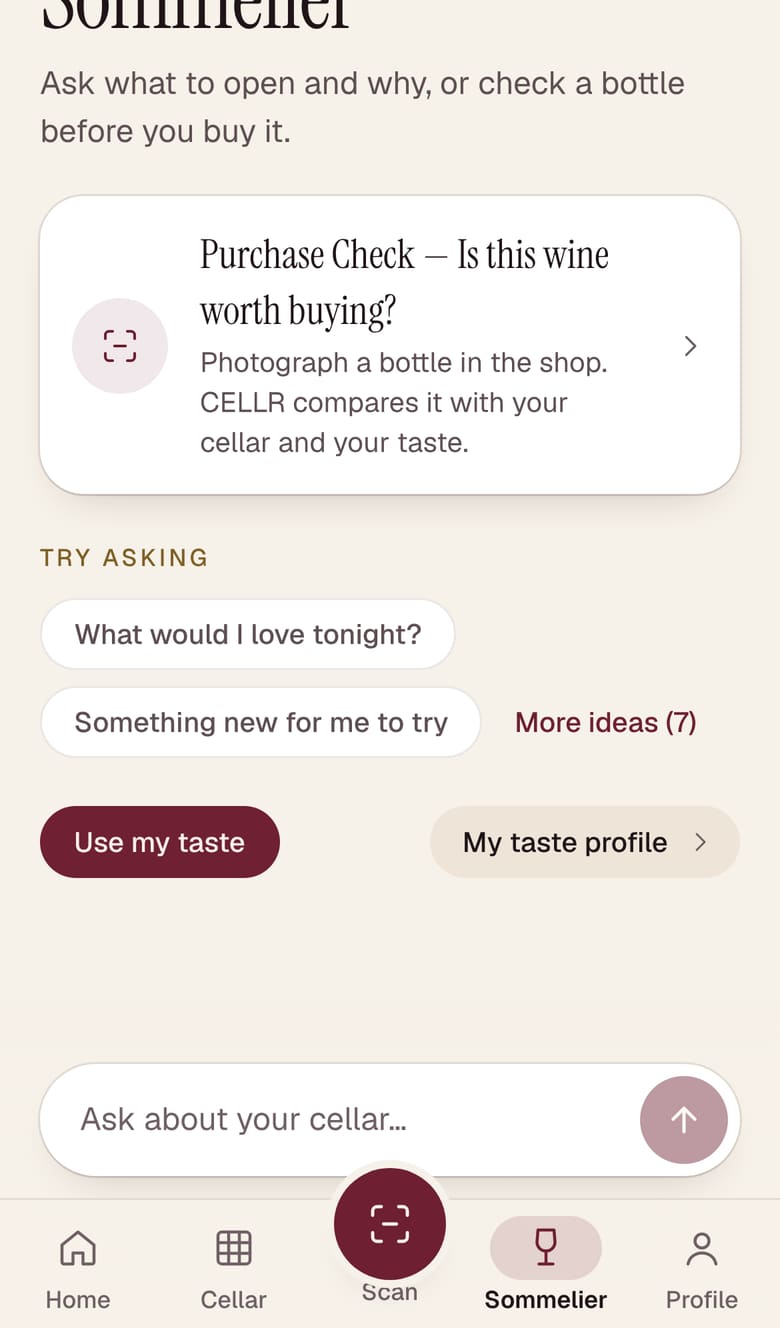 Sommelier
Ask what to open and why, or check a bottle
before you buy it.
Purchase Check — Is this wine
worth buying?
Photograph a bottle in the shop.
CELLR compares it with your
cellar and your taste.
TRY ASKING
What would I love tonight?
Something new for me to try
More ideas (7)
Use my taste
My taste profile
Ask about your cellar...
Home
Cellar
Scan
Sommelier
Profile